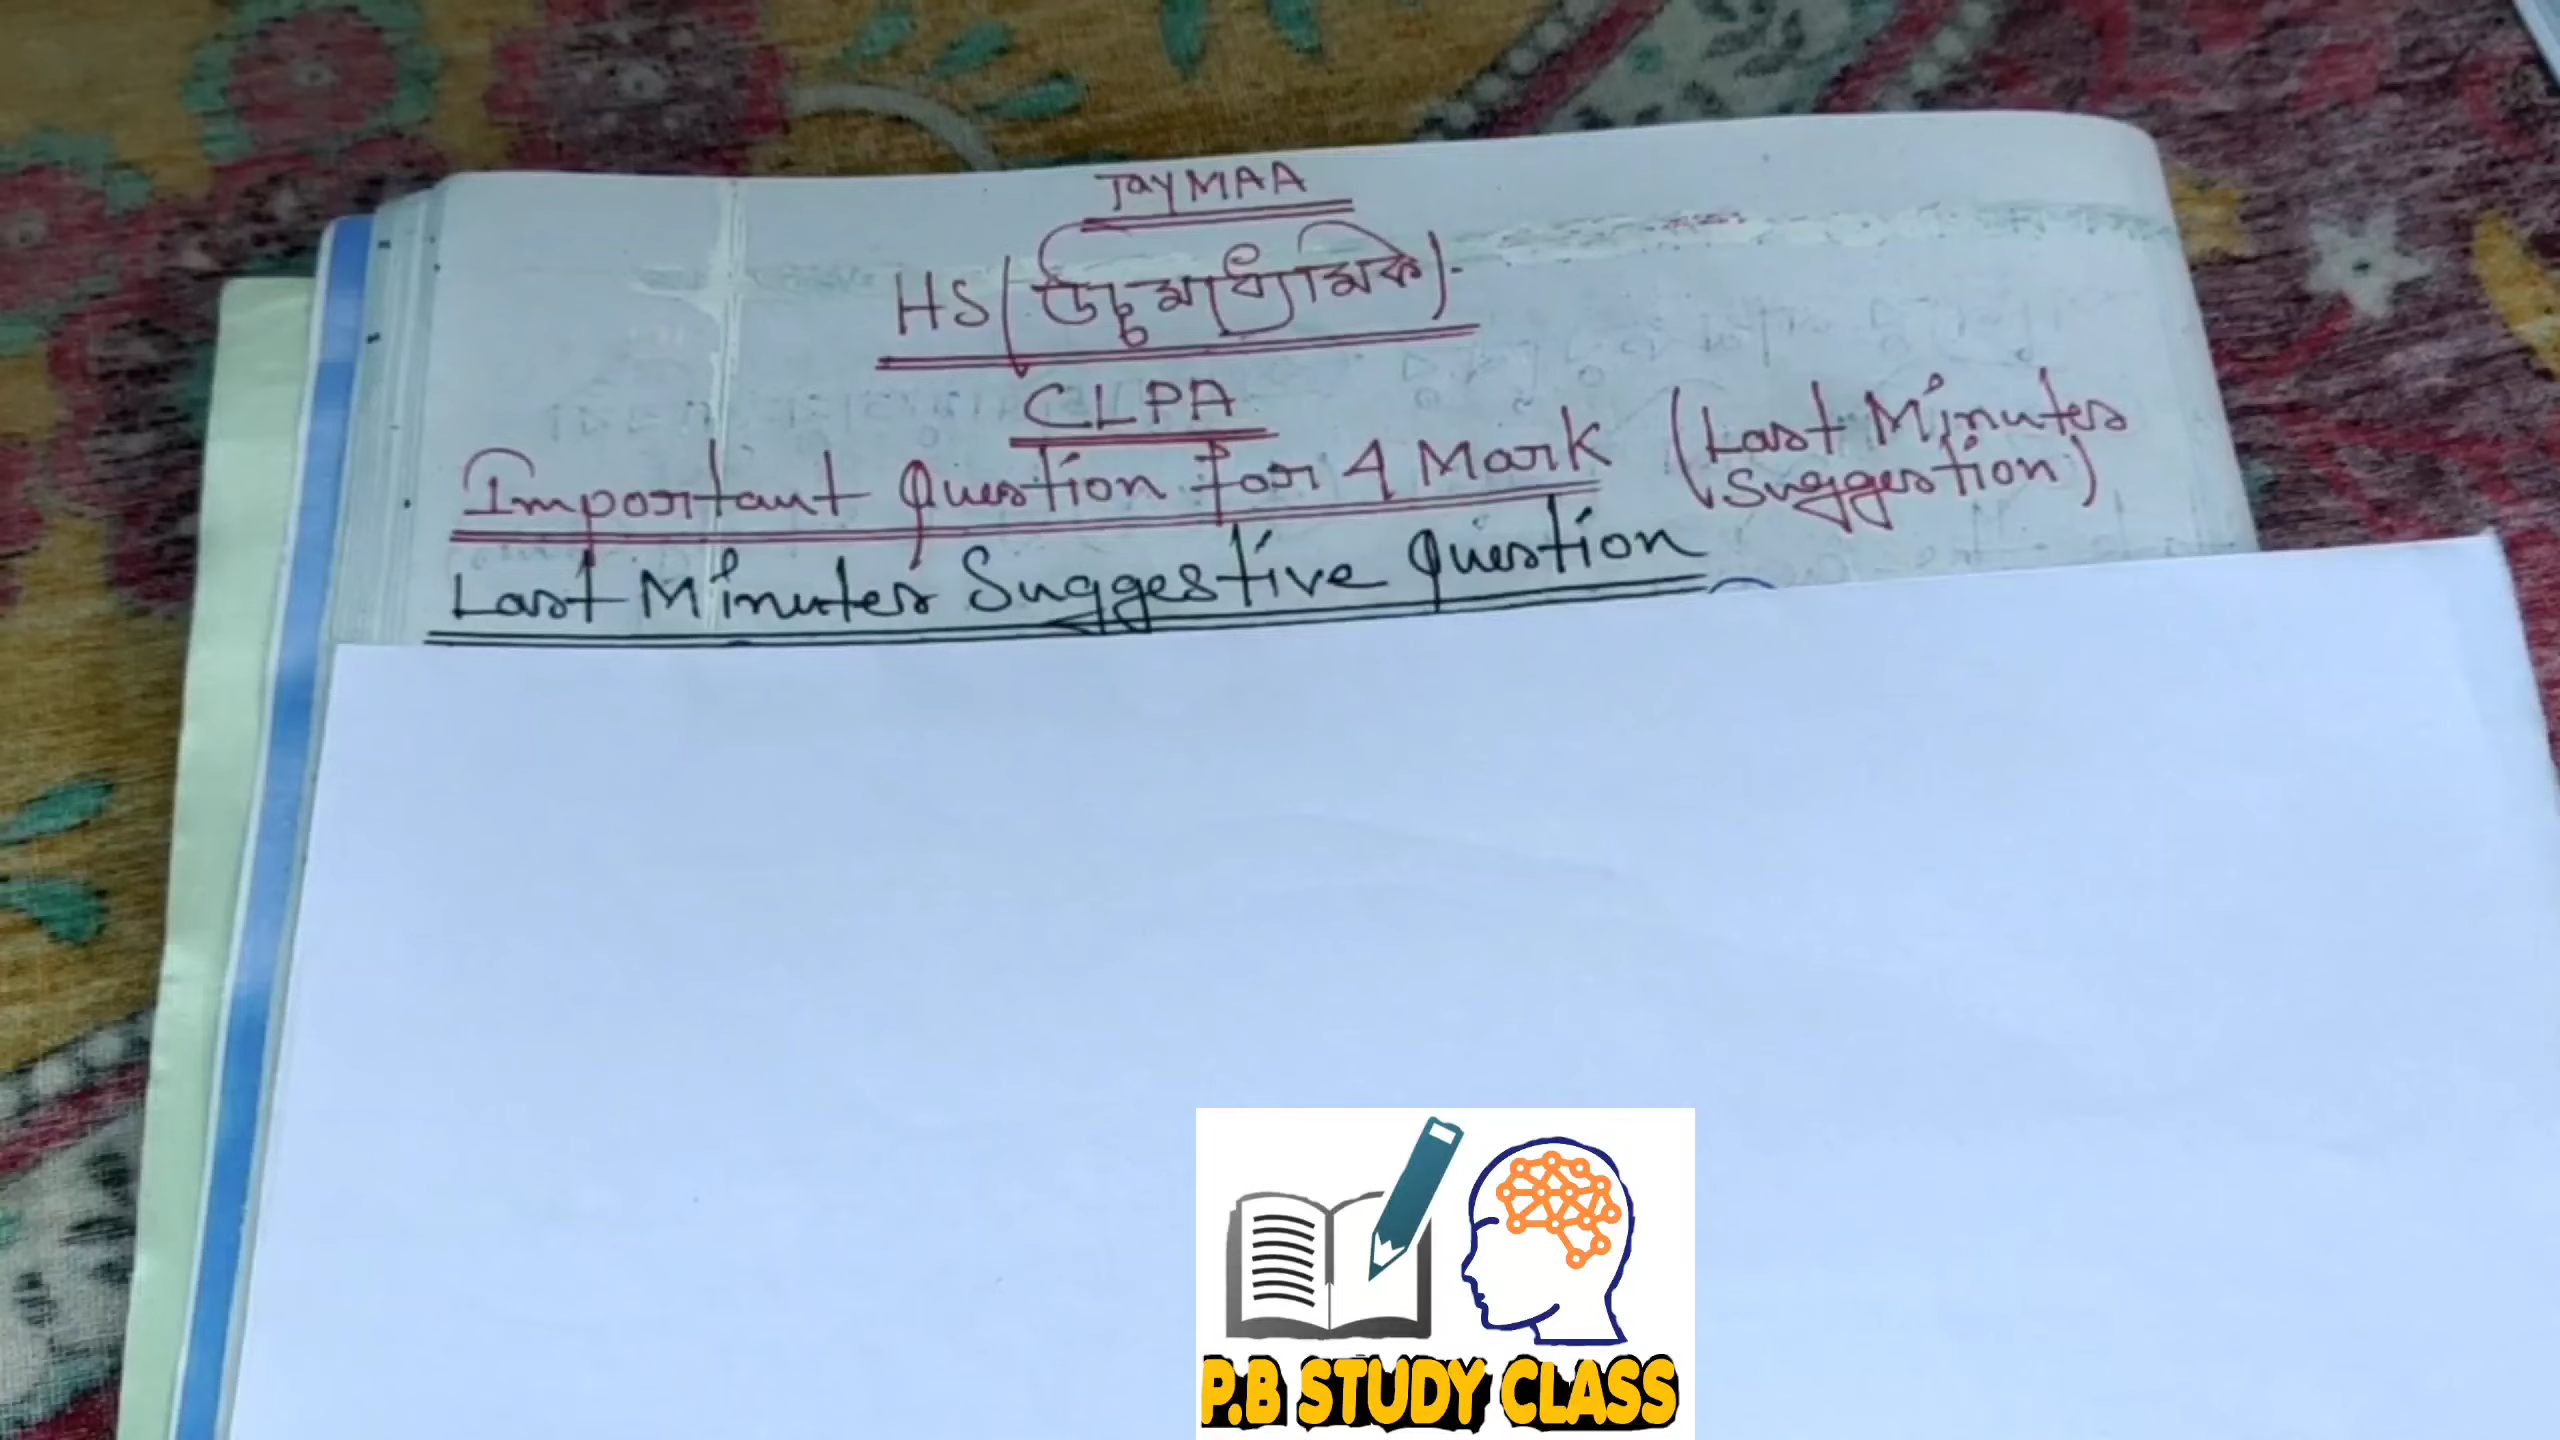 Jay MAA
HS (উচ্চমাধ্যমিক).
CLPA
Important Question for 4 Mark (Last Minutes Suggestion)
Last Minutes Suggestive Question
P.B STUDY CLASS